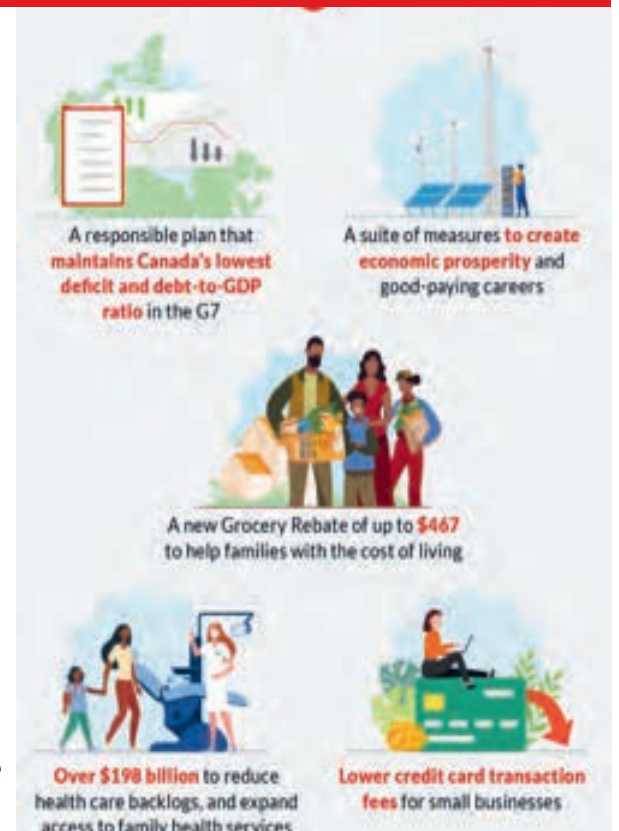 A responsible plan that
maintains Canada's lowest
deficit and debt-to-GDP
ratio in the G7
A suite of measures to create
economic prosperity and
good-paying careers
A new Grocery Rebate of up to $467
to help families with the cost of living
Over $198 billion to reduce
health care backlogs, and expand
access to family health services
Lower credit card transaction
fees for small businesses